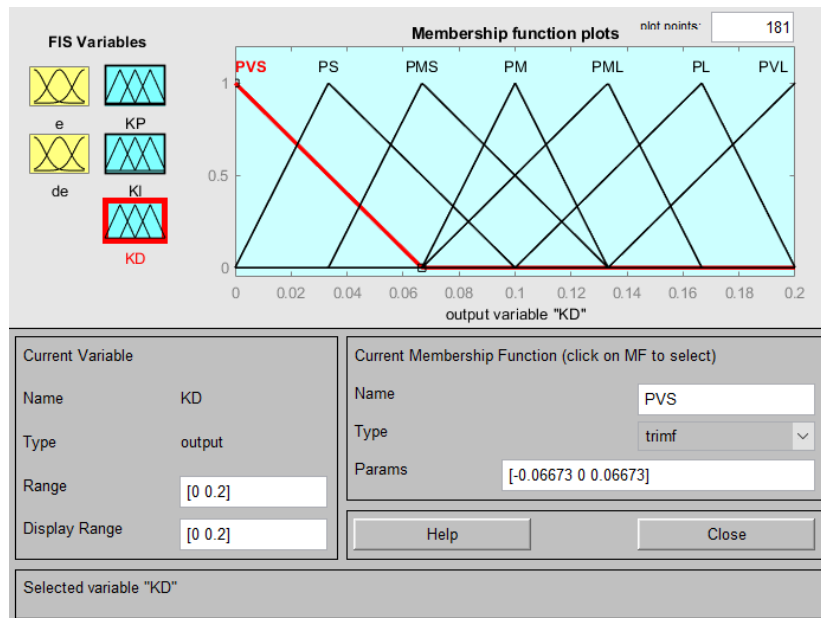 FIS Variables
Membership function plots
plot points:
181
e
KP
de
KI
KD
PVS PS PMS PM PML PL PVL
1
0.5
0
0 0.02 0.04 0.06 0.08 0.1 0.12 0.14 0.16 0.18 0.2
output variable "KD"
Current Variable
Name KD
Type output
Range [0 0.2]
Display Range [0 0.2]
Current Membership Function (click on MF to select)
Name PVS
Type trimf
Params [-0.06673 0 0.06673]
Help Close
Selected variable "KD"